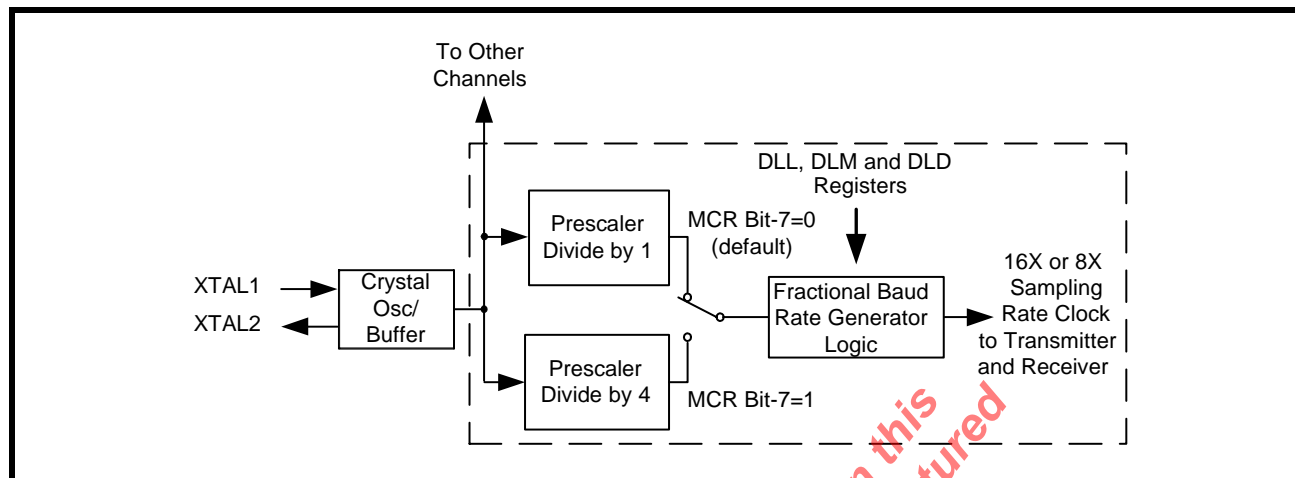 To Other
Channels
DLL, DLM and DLD
Registers
Prescaler
Divide by 1
MCR Bit-7=0
(default)
XTAL1
XTAL2
Crystal
Osc/
Buffer
Fractional Baud
Rate Generator
Logic
16X or 8X
Sampling
Rate Clock
to Transmitter
and Receiver
Prescaler
Divide by 4
MCR Bit-7=1
this